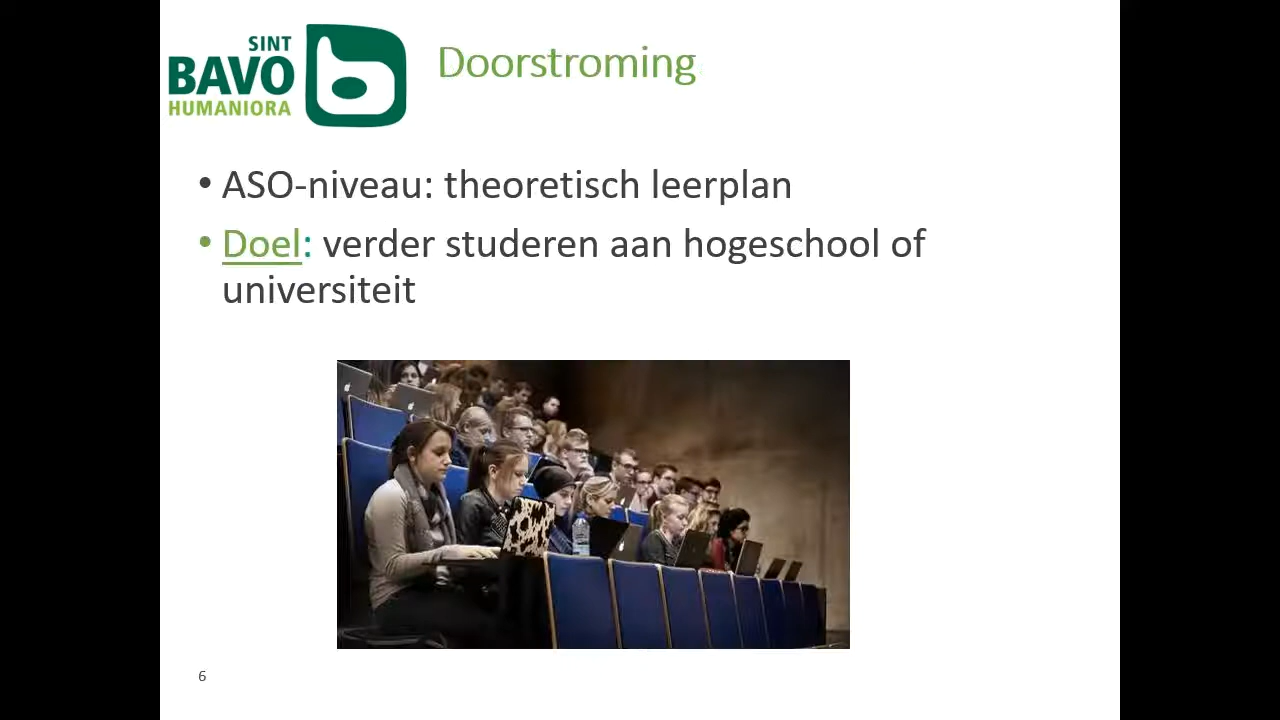 SINT
BAVO
HUMANIORA
Doorstroming
• ASO-niveau: theoretisch leerplan
• Doel: verder studeren aan hogeschool of
universiteit
6